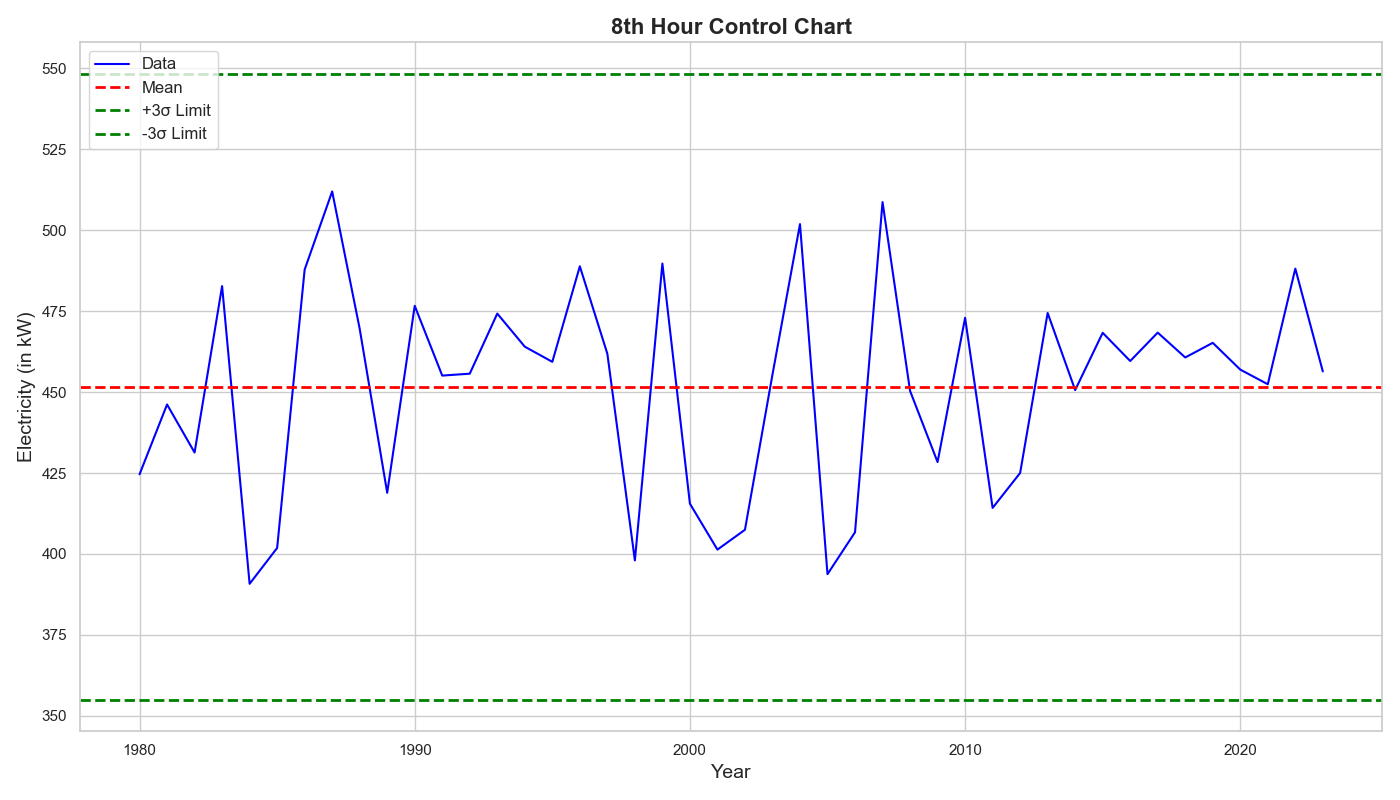 8th Hour Control Chart
Data
Mean
+3σ Limit
-3σ Limit
Electricity (in kW)
550
525
500
475
450
425
400
375
350
1980
1990
2000
2010
2020
Year